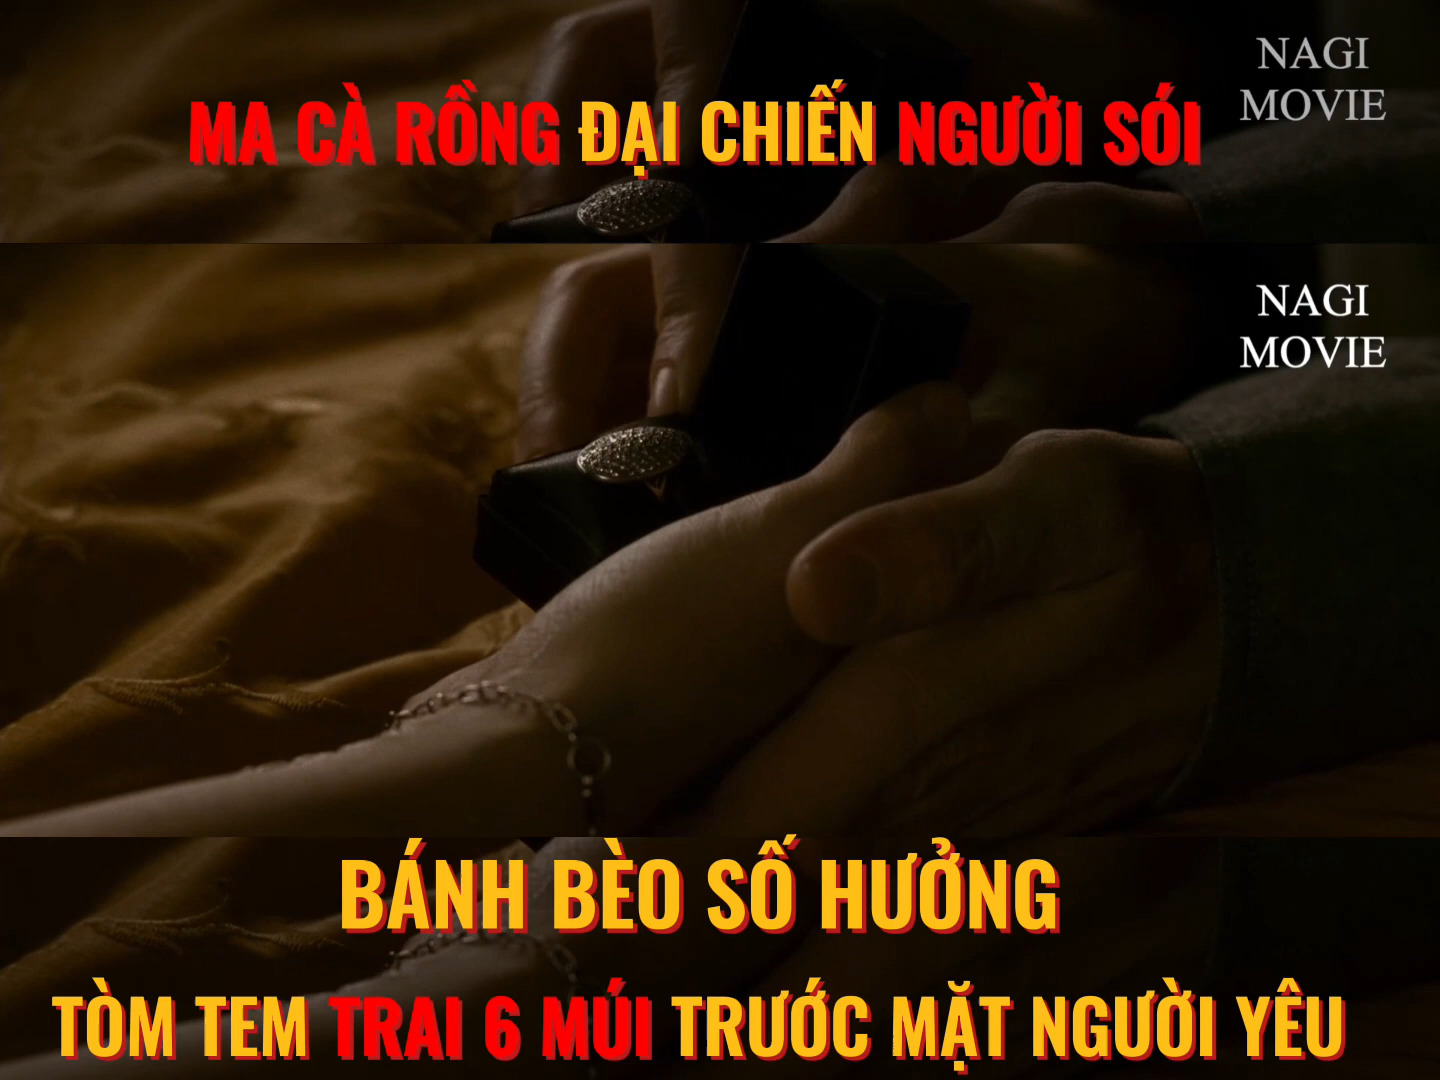 NAGI
MOVIE
MA CÀ RỒNG ĐẠI CHIẾN NGƯỜI SÓI
NAGI
MOVIE
BÁNH BÈO SỐ HƯỞNG
TÒM TEM TRAI 6 MÚI TRƯỚC MẶT NGƯỜI YÊU